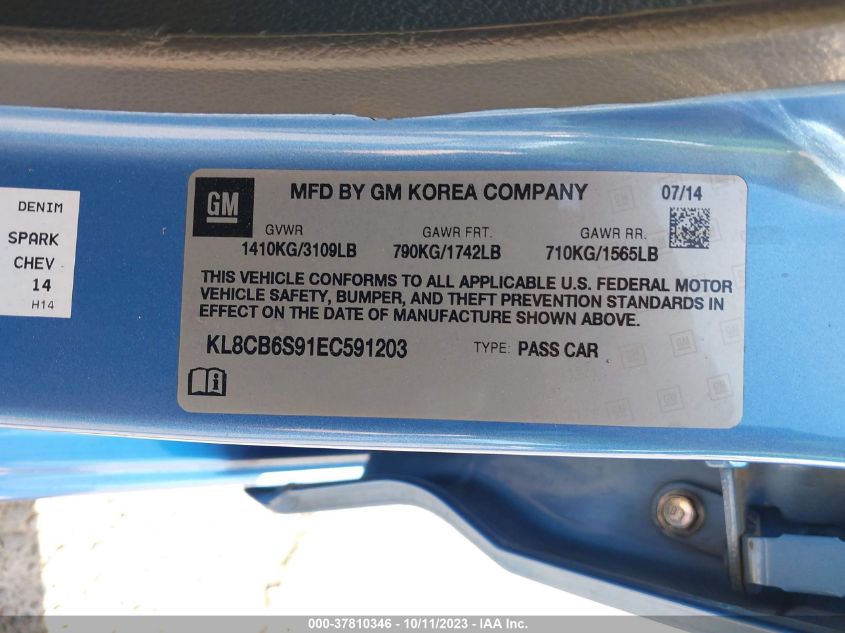 DENIM
SPARK
CHEV
14
H14
GM
MFD BY GM KOREA COMPANY 07/14
GVWR GAWR FRT. GAWR RR.
1410KG/3109LB 790KG/1742LB 710KG/1565LB
THIS VEHICLE CONFORMS TO ALL APPLICABLE U.S. FEDERAL MOTOR
VEHICLE SAFETY, BUMPER, AND THEFT PREVENTION STANDARDS IN
EFFECT ON THE DATE OF MANUFACTURE SHOWN ABOVE.
KL8CB6S91EC591203 TYPE: PASS CAR
000-37810346 - 10/11/2023 - IAA Inc.